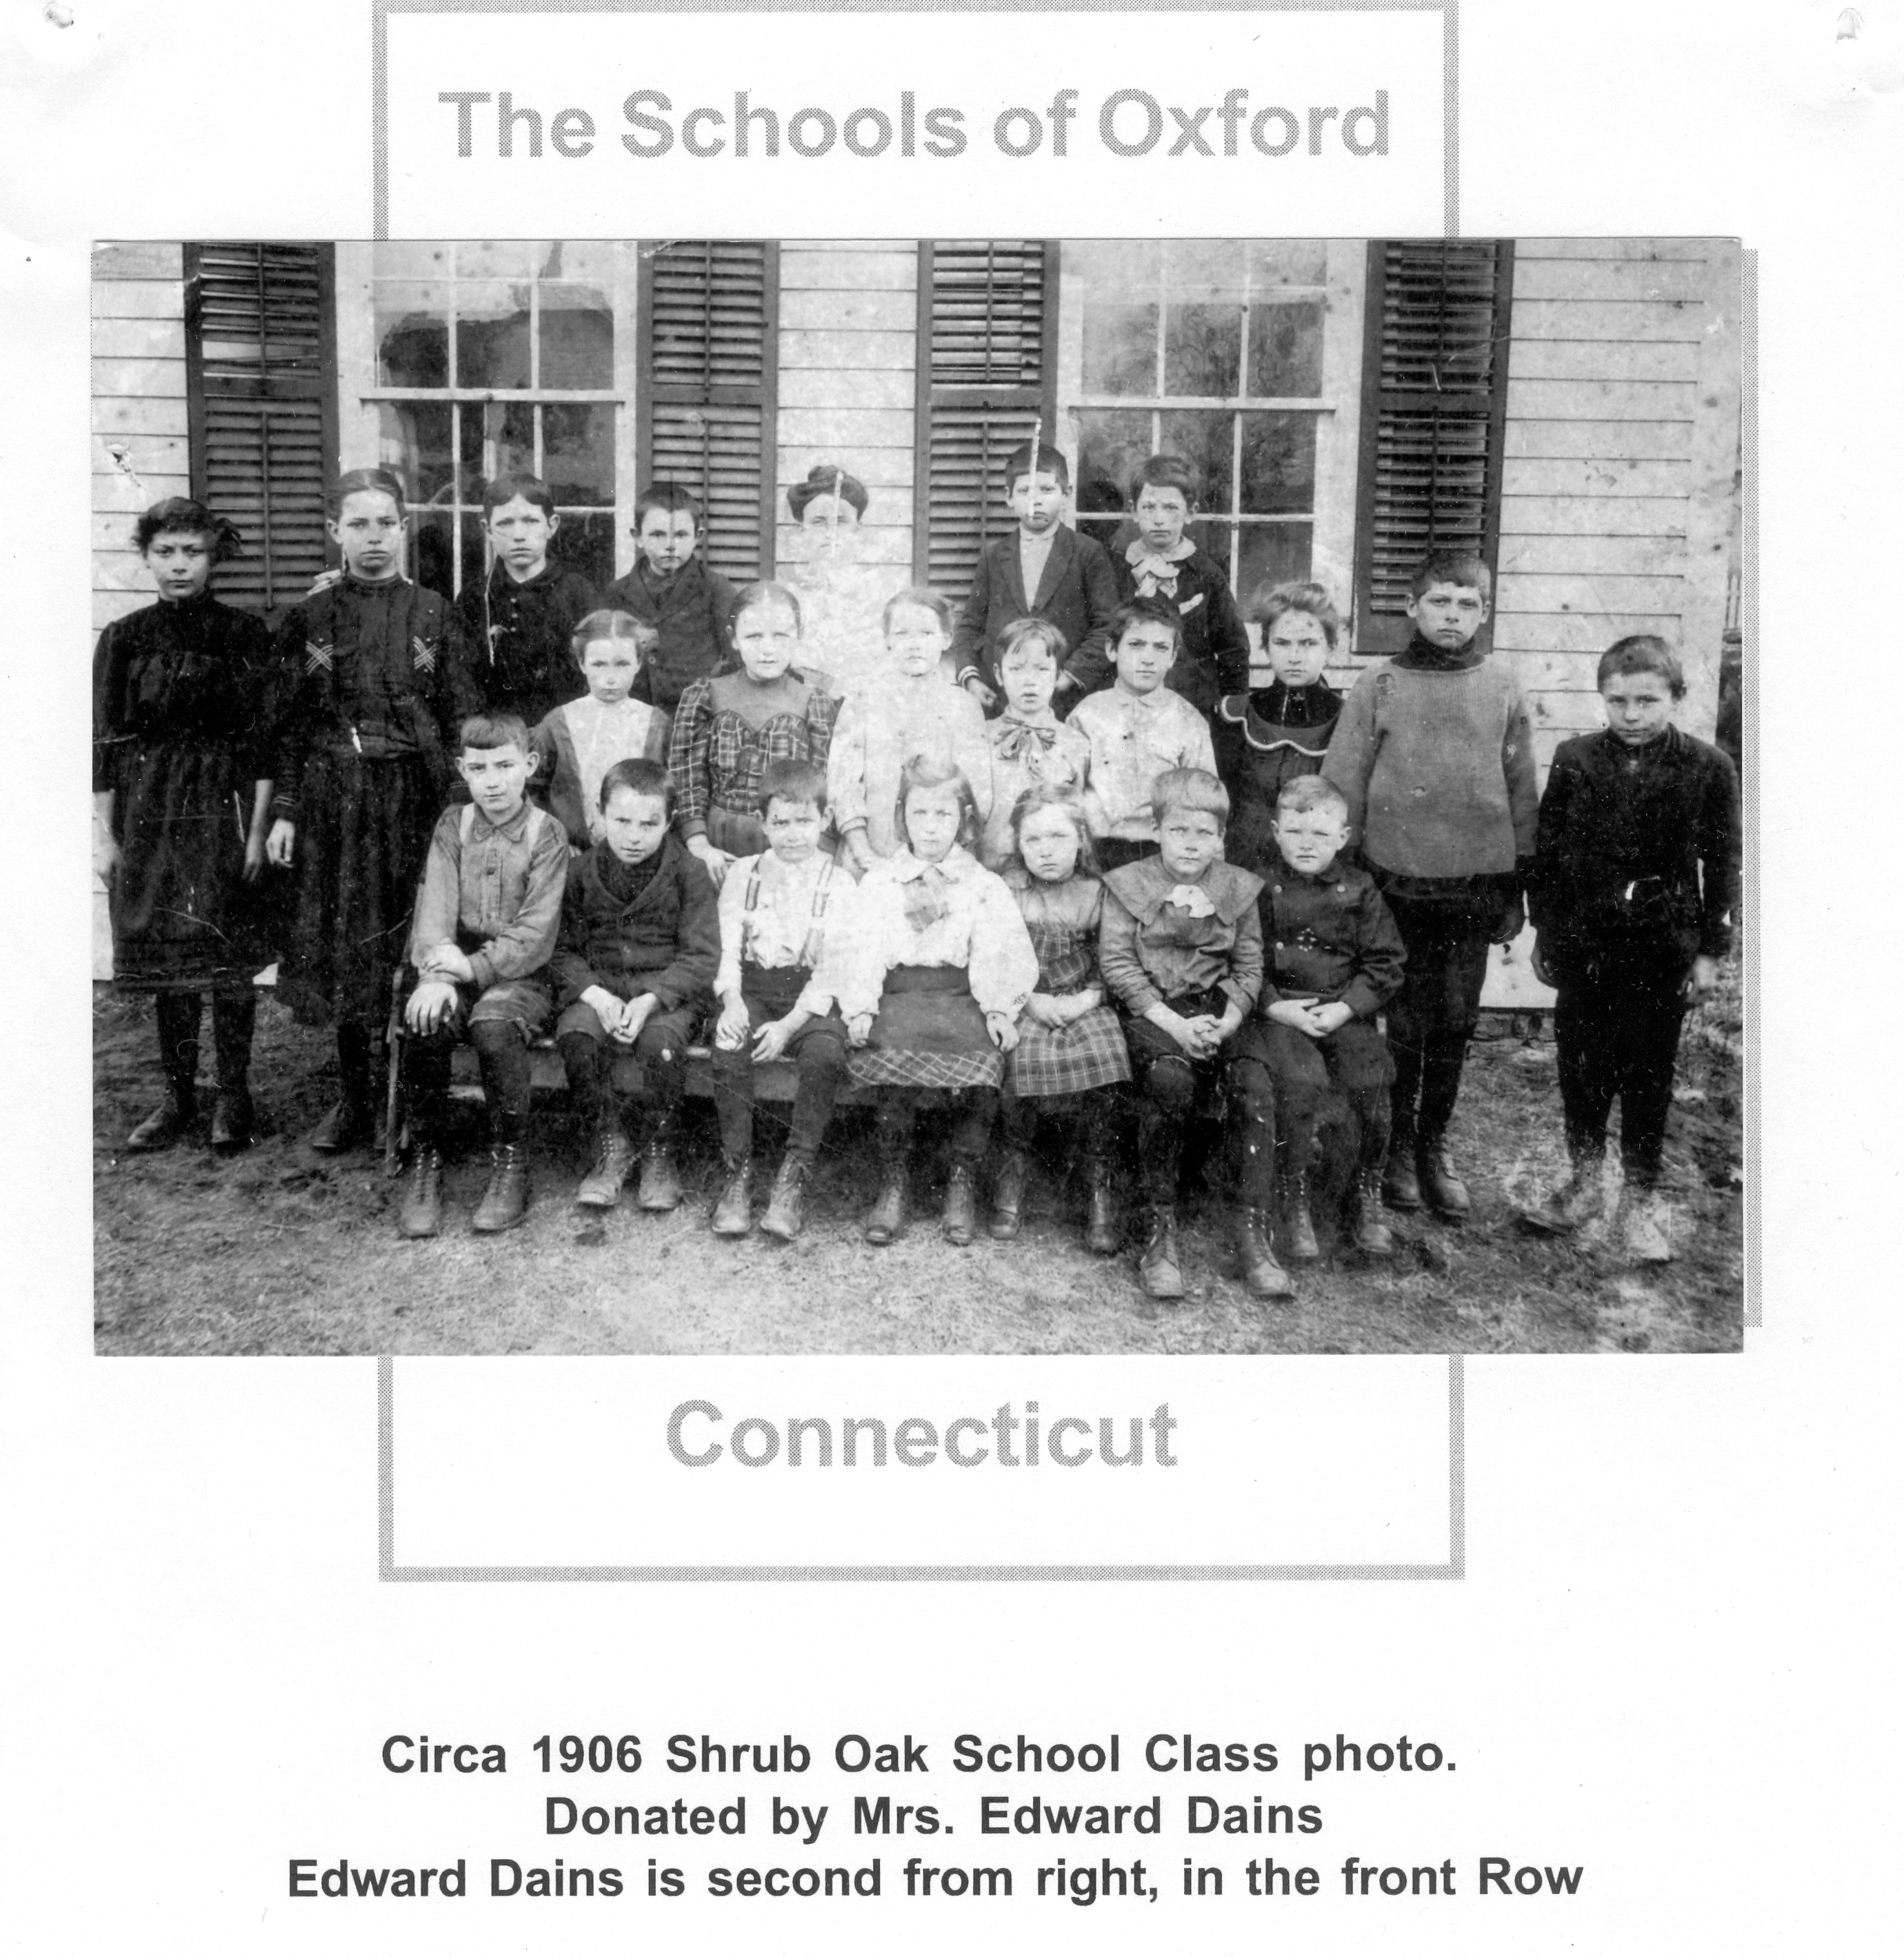 The Schools of Oxford
Connecticut
Circa 1906 Shrub Oak School Class photo.
Donated by Mrs. Edward Dains
Edward Dains is second from right, in the front Row